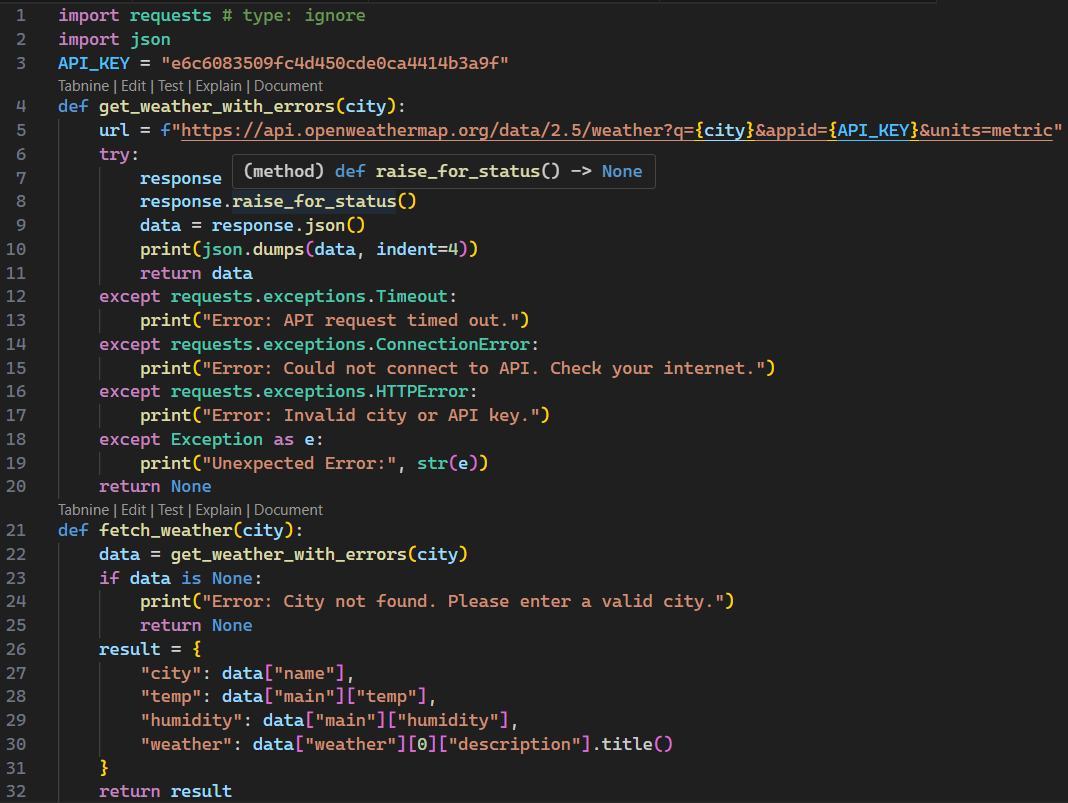 1 import requests # type: ignore
2 import json
3 API_KEY = "e6c6083509fc4d450cde0ca4414b3a9f"
Tabnine | Edit | Test | Explain | Document
4 def get_weather_with_errors(city):
5     url = f"https://api.openweathermap.org/data/2.5/weather?q={city}&appid={API_KEY}&units=metric"
6     try:
(method) def raise_for_status() -> None
7         response
8         response.raise_for_status()
9         data = response.json()
10         print(json.dumps(data, indent=4))
11         return data
12     except requests.exceptions.Timeout:
13         print("Error: API request timed out.")
14     except requests.exceptions.ConnectionError:
15         print("Error: Could not connect to API. Check your internet.")
16     except requests.exceptions.HTTPError:
17         print("Error: Invalid city or API key.")
18     except Exception as e:
19         print("Unexpected Error:", str(e))
20     return None
Tabnine | Edit | Test | Explain | Document
21 def fetch_weather(city):
22     data = get_weather_with_errors(city)
23     if data is None:
24         print("Error: City not found. Please enter a valid city.")
25         return None
26     result = {
27         "city": data["name"],
28         "temp": data["main"]["temp"],
29         "humidity": data["main"]["humidity"],
30         "weather": data["weather"][0]["description"].title()
31     }
32     return result